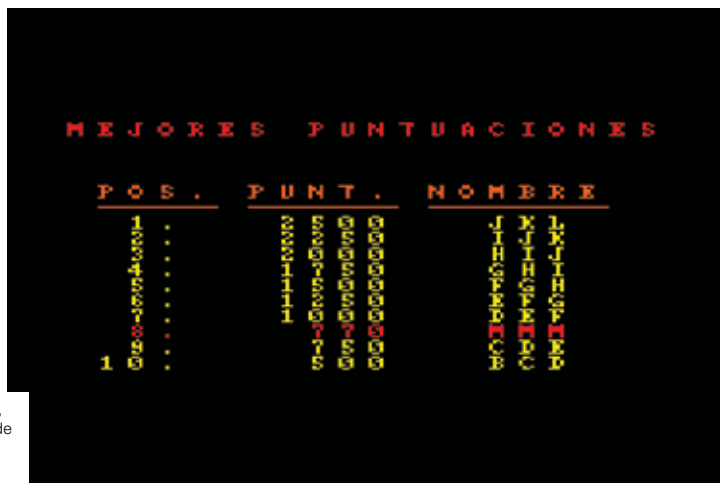 MEJORES PUNTUACIONES
POS. PUNT. NOMBRE
1. 2500 JKL
2. 2250 IJK
3. 2000 HIJ
4. 1750 GHI
5. 1500 FGH
6. 1250 EFG
7. 1000 DEF
8. 770 MMM
9. 750 CDE
10. 500 BCD
de